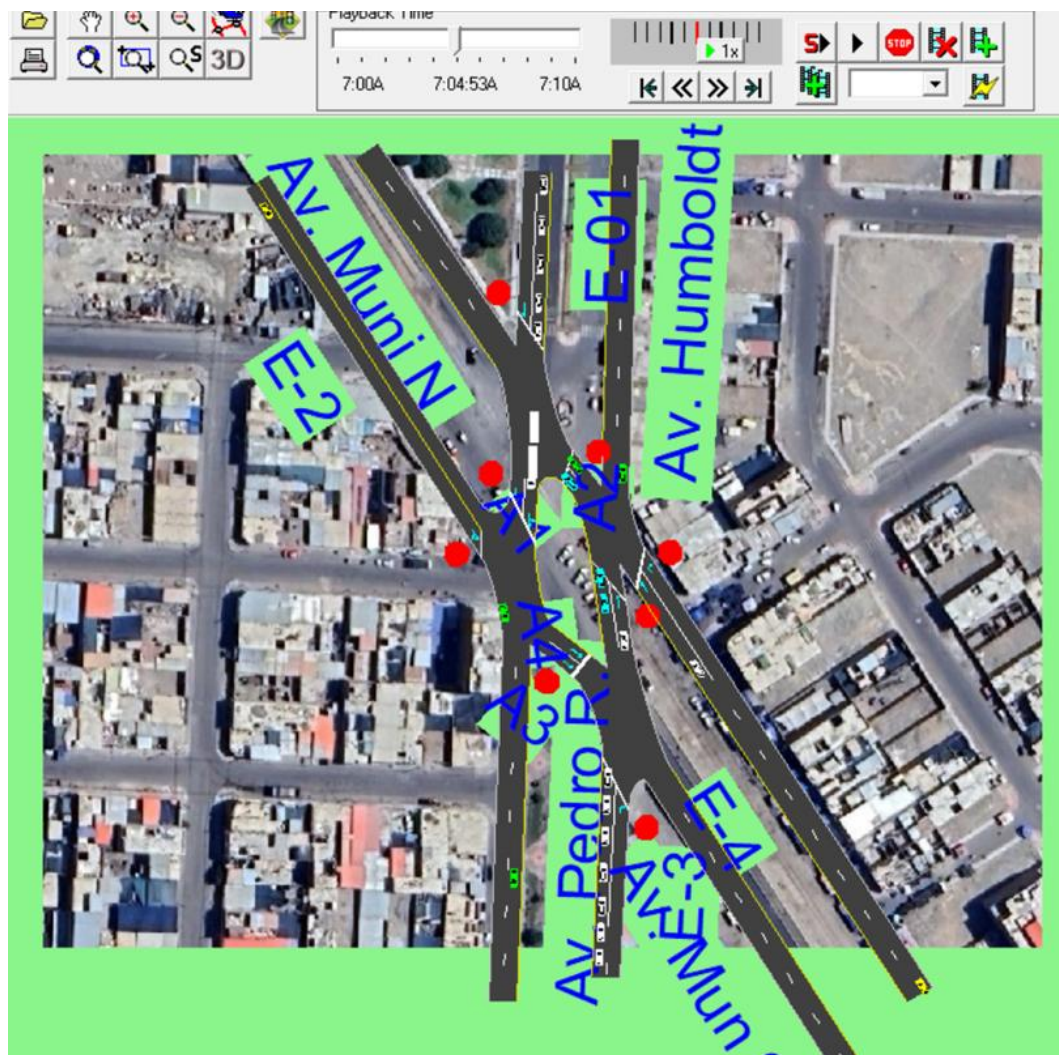 Playback Time
1x
S
STOP
S
3D
7:00A
7:04:53A
7:10A
Av. Muni N
E-01
Av. Humboldt
E-2
A1
A2
A4
A3
Av Pedro R.
E-4
E-3
Av. Mun